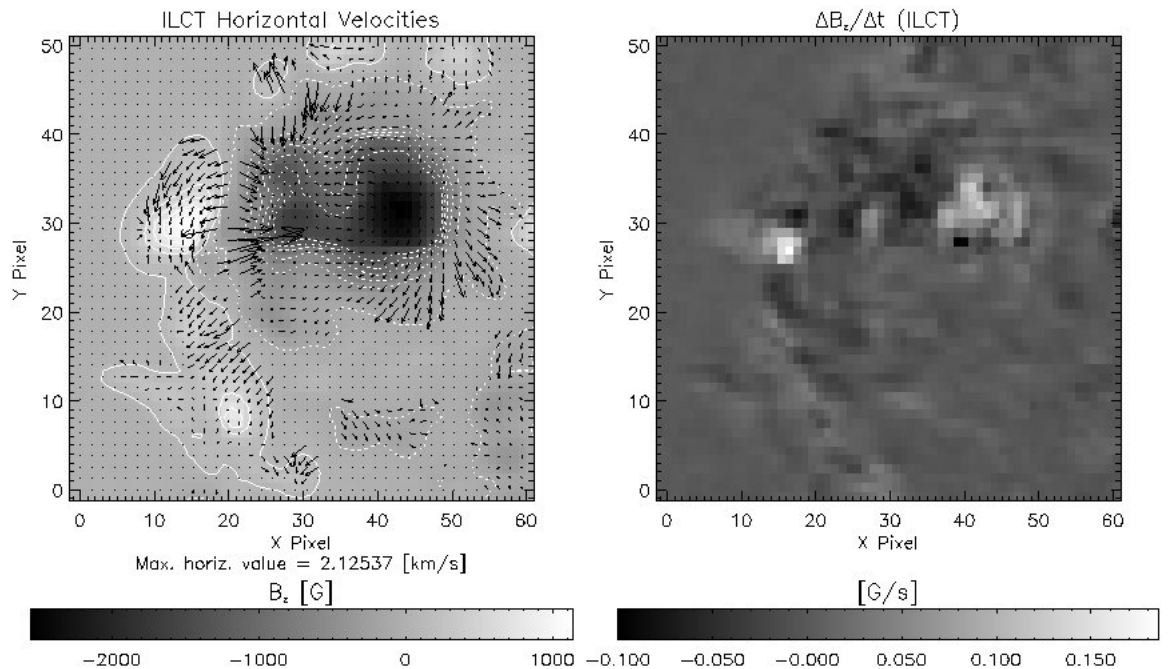 ILCT Horizontal Velocities
ΔB_z/Δt (ILCT)
50
40
30
20
10
0
Y Pixel
0 10 20 30 40 50 60
X Pixel
Max. horiz. value = 2.12537 [km/s]
50
40
30
20
10
0
Y Pixel
0 10 20 30 40 50 60
X Pixel
B_z [G]
-2000 -1000 0 1000
[G/s]
-0.100 -0.050 -0.000 0.050 0.100 0.150